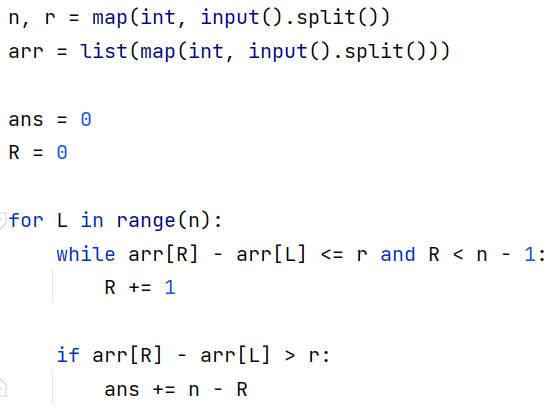 n, r = map(int, input().split())
arr = list(map(int, input().split()))

ans = 0
R = 0

for L in range(n):
    while arr[R] - arr[L] <= r and R < n - 1:
        R += 1

    if arr[R] - arr[L] > r:
        ans += n - R